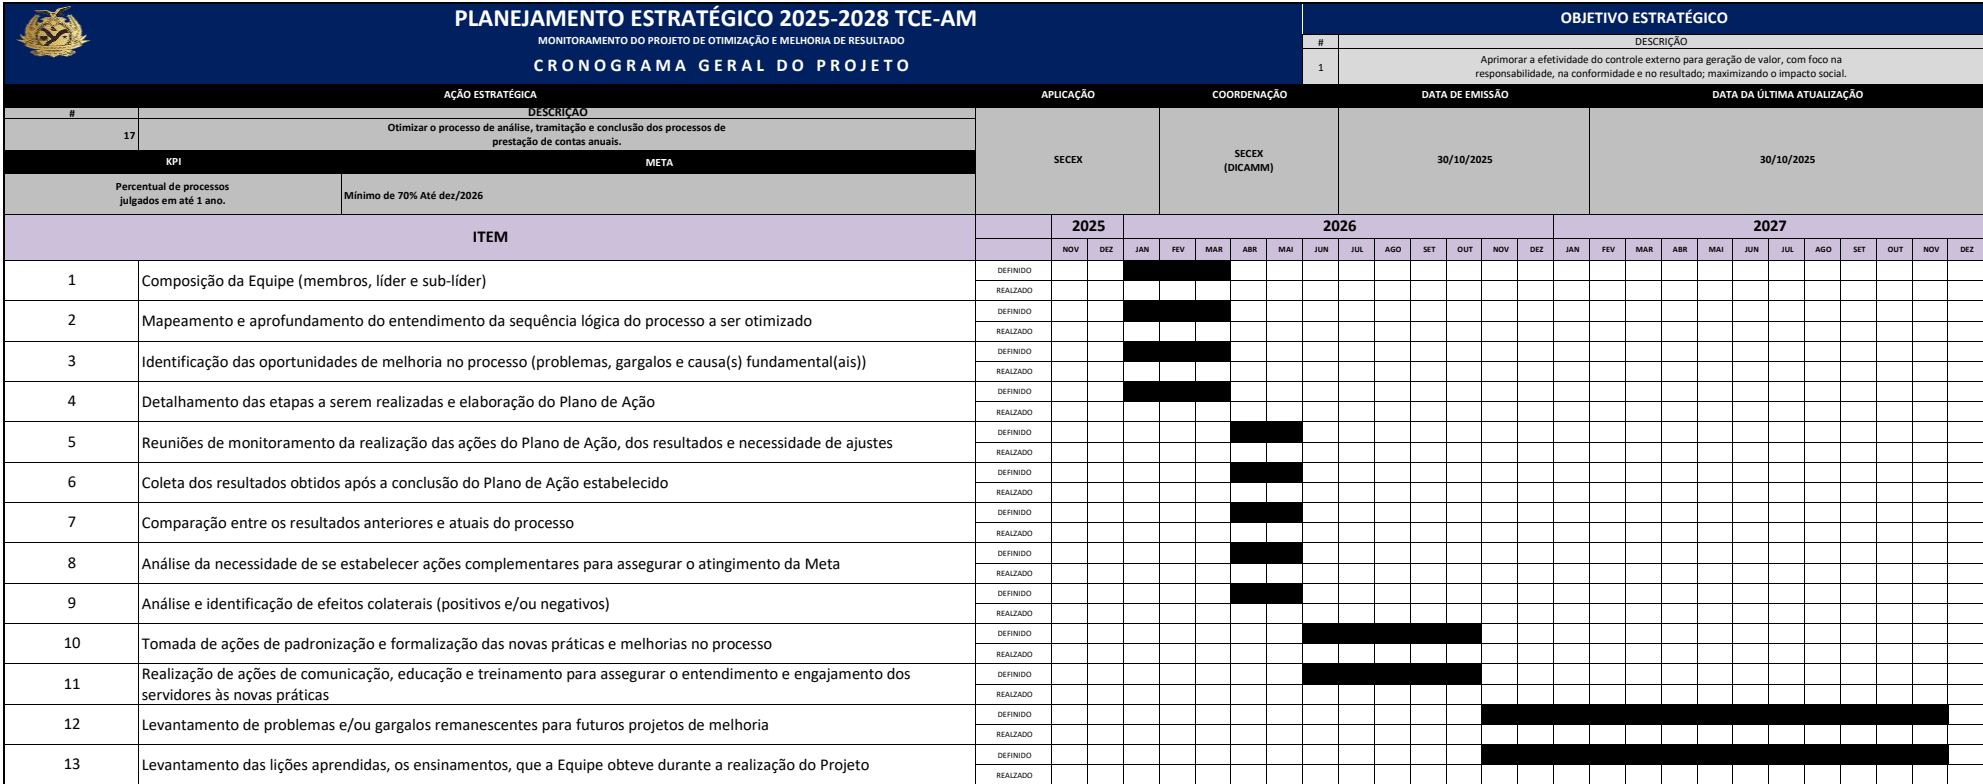 PLANEJAMENTO ESTRATÉGICO 2025-2028 TCE-AM
MONITORAMENTO DO PROJETO DE OTIMIZAÇÃO E MELHORIA DE RESULTADO
CRONOGRAMA GERAL DO PROJETO
OBJETIVO ESTRATÉGICO
# DESCRIÇÃO
1 Aprimorar a efetividade do controle externo para geração de valor, com foco na
responsabilidade, na conformidade e no resultado; maximizando o impacto social.
AÇÃO ESTRATÉGICA APLICAÇÃO COORDENAÇÃO DATA DE EMISSÃO DATA DA ÚLTIMA ATUALIZAÇÃO
# DESCRIÇÃO
17 Otimizar o processo de análise, tramitação e conclusão dos processos de
prestação de contas anuais.
KPI META
Percentual de processos
julgados em até 1 ano.
Mínimo de 70% Até dez/2026
SECEX
SECEX
(DICAMM)
30/10/2025
30/10/2025
ITEM
2025 2026 2027
NOV DEZ JAN FEV MAR ABR MAI JUN JUL AGO SET OUT NOV DEZ JAN FEV MAR ABR MAI JUN JUL AGO SET OUT NOV DEZ
1 Composição da Equipe (membros, líder e sub-líder)
DEFINIDO
REALZADO
2 Mapeamento e aprofundamento do entendimento da sequência lógica do processo a ser otimizado
DEFINIDO
REALZADO
3 Identificação das oportunidades de melhoria no processo (problemas, gargalos e causa(s) fundamental(ais))
DEFINIDO
REALZADO
4 Detalhamento das etapas a serem realizadas e elaboração do Plano de Ação
DEFINIDO
REALZADO
5 Reuniões de monitoramento da realização das ações do Plano de Ação, dos resultados e necessidade de ajustes
DEFINIDO
REALZADO
6 Coleta dos resultados obtidos após a conclusão do Plano de Ação estabelecido
DEFINIDO
REALZADO
7 Comparação entre os resultados anteriores e atuais do processo
DEFINIDO
REALZADO
8 Análise da necessidade de se estabelecer ações complementares para assegurar o atingimento da Meta
DEFINIDO
REALZADO
9 Análise e identificação de efeitos colaterais (positivos e/ou negativos)
DEFINIDO
REALZADO
10 Tomada de ações de padronização e formalização das novas práticas e melhorias no processo
DEFINIDO
REALZADO
11 Realização de ações de comunicação, educação e treinamento para assegurar o entendimento e engajamento dos
servidores às novas práticas
DEFINIDO
REALZADO
12 Levantamento de problemas e/ou gargalos remanescentes para futuros projetos de melhoria
DEFINIDO
REALZADO
13 Levantamento das lições aprendidas, os ensinamentos, que a Equipe obteve durante a realização do Projeto
DEFINIDO
REALZADO